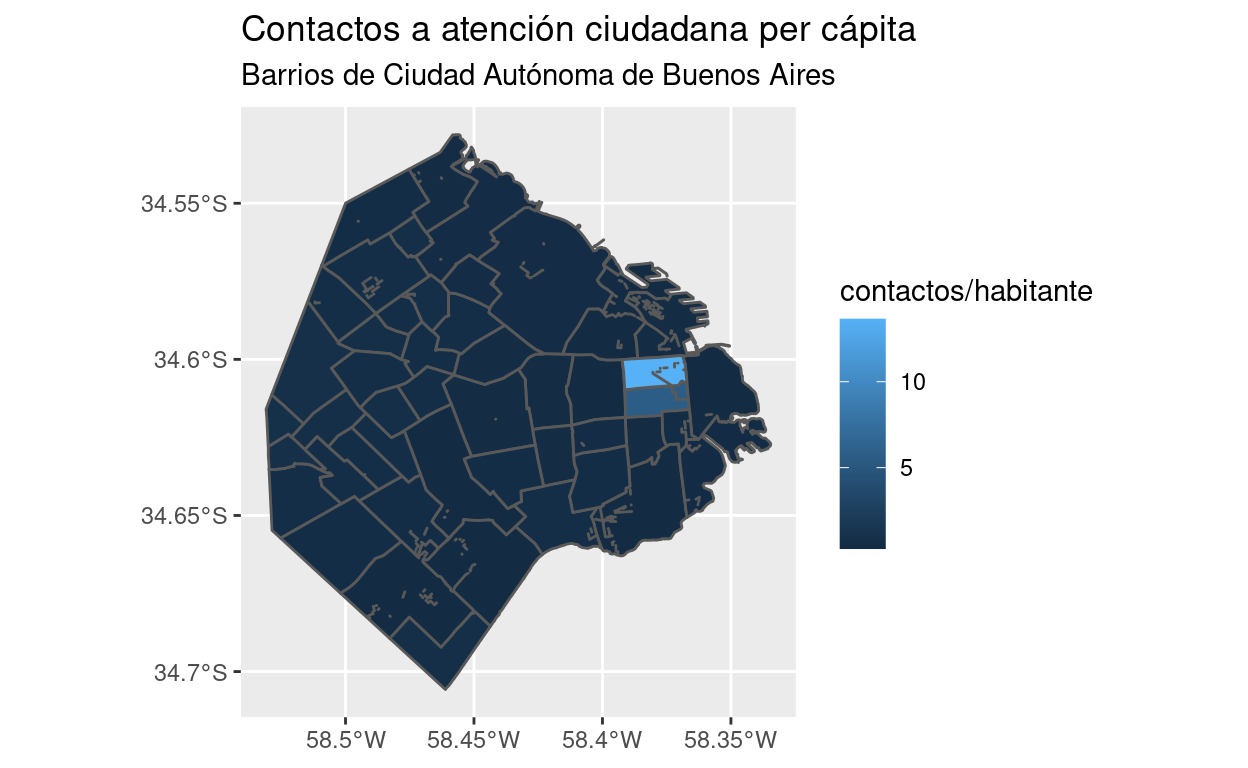 Contactos a atención ciudadana per cápita
Barrios de Ciudad Autónoma de Buenos Aires
34.55°S
34.6°S
34.65°S
34.7°S
58.5°W
58.45°W
58.4°W
58.35°W
contactos/habitante
10
5